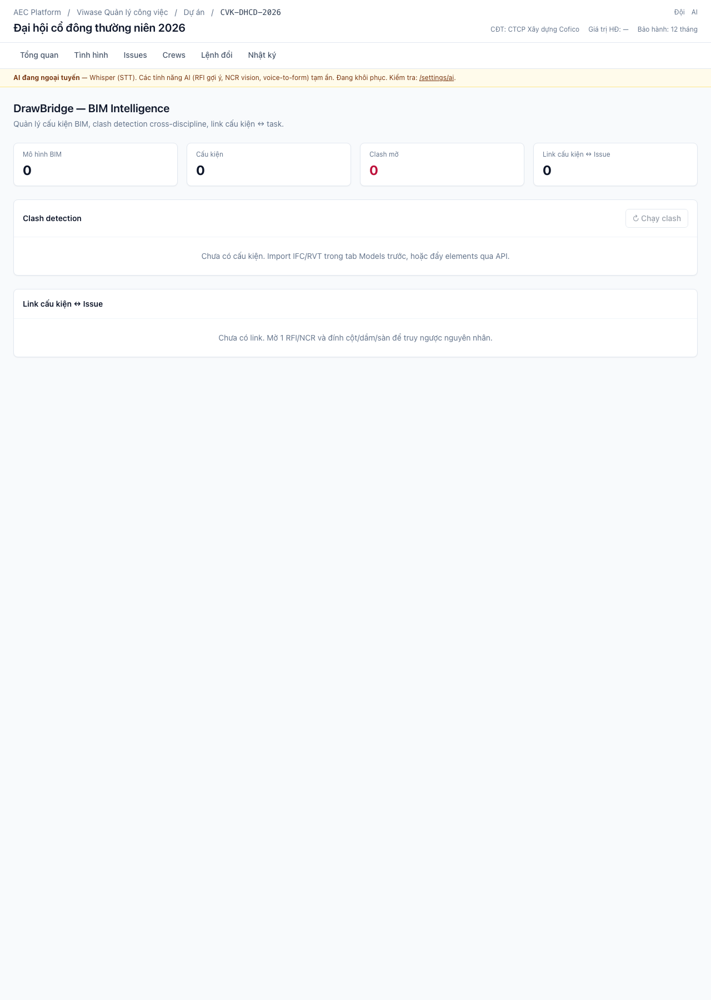 AEC Platform / Viwase Quản lý công việc / Dự án / CVK-DHCD-2026
Đội AI
Đại hội cổ đông thường niên 2026
CĐT: CTCP Xây dựng Cofico Giá trị HĐ: — Bảo hành: 12 tháng
Tổng quan Tình hình Issues Crews Lệnh đổi Nhật ký
AI đang ngoại tuyến — Whisper (STT). Các tính năng AI (RFI gợi ý, NCR vision, voice-to-form) tạm ẩn. Đang khôi phục. Kiểm tra: /settings/ai.
DrawBridge — BIM Intelligence
Quản lý cấu kiện BIM, clash detection cross-discipline, link cấu kiện ↔ task.
Mô hình BIM
0
Cấu kiện
0
Clash mở
0
Link cấu kiện ↔ Issue
0
Clash detection
↻ Chạy clash
Chưa có cấu kiện. Import IFC/RVT trong tab Models trước, hoặc đẩy elements qua API.
Link cấu kiện ↔ Issue
Chưa có link. Mở 1 RFI/NCR và đính cột/dầm/sàn để truy ngược nguyên nhân.